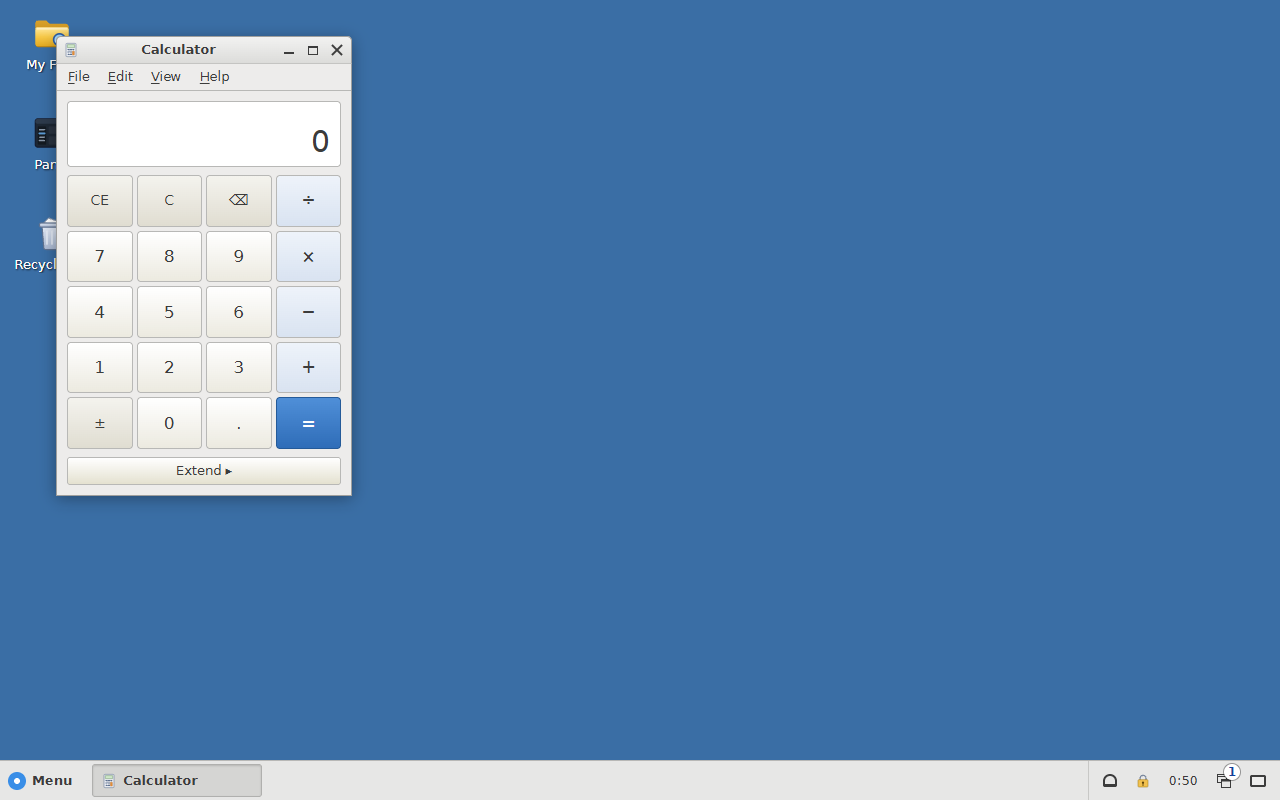 Calculator
File Edit View Help
0
CE C ⌫ ÷
7 8 9 ×
4 5 6 −
1 2 3 +
± 0 . =
Extend ▸
My
Recycl
Menu
Calculator
0:50
1